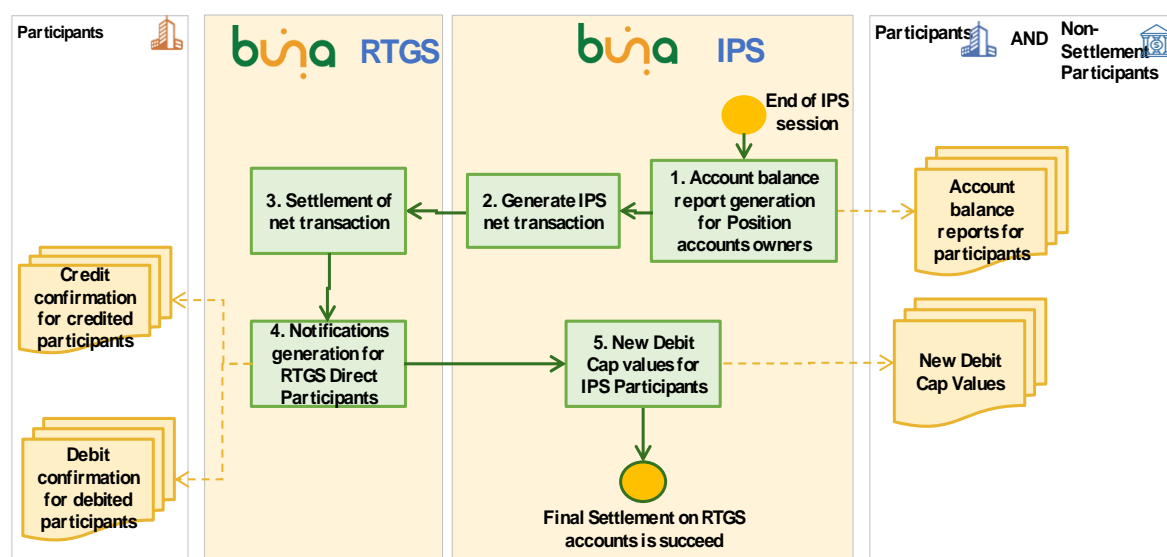 Participants
buna RTGS
buna IPS
Participants AND Non-
Settlement
Participants
End of IPS
session
1. Account balance
report generation
for Position
accounts owners
2. Generate IPS
net transaction
3. Settlement of
net transaction
Account
balance
reports for
participants
Credit
confirmation
for credited
participants
4. Notifications
generation for
RTGS Direct
Participants
5. New Debit
Cap values for
IPS Participants
New Debit
Cap Values
Debit
confirmation
for debited
participants
Final Settlement on RTGS
accounts is succeed